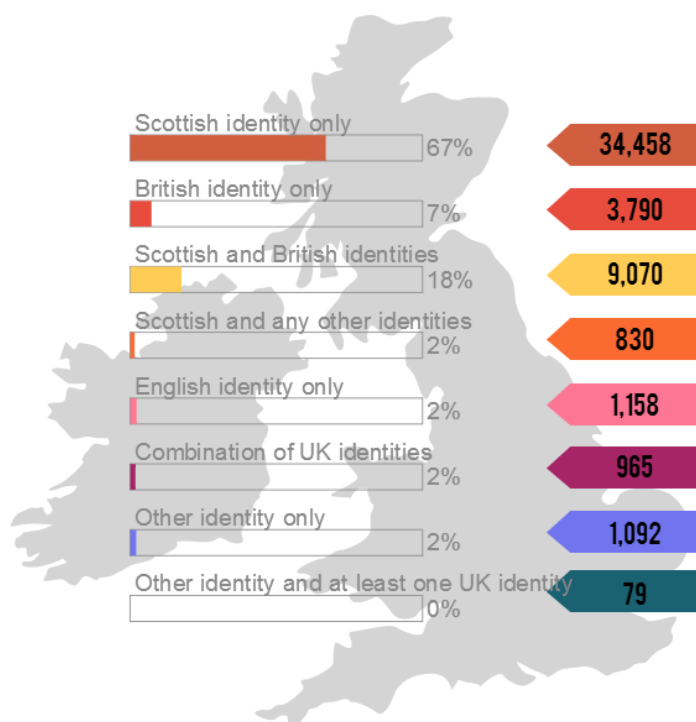 Scottish identity only
67% 34,458
British identity only
7% 3,790
Scottish and British identities
18% 9,070
Scottish and any other identities
2% 830
English identity only
2% 1,158
Combination of UK identities
2% 965
Other identity only
2% 1,092
Other identity and at least one UK identity
0% 79